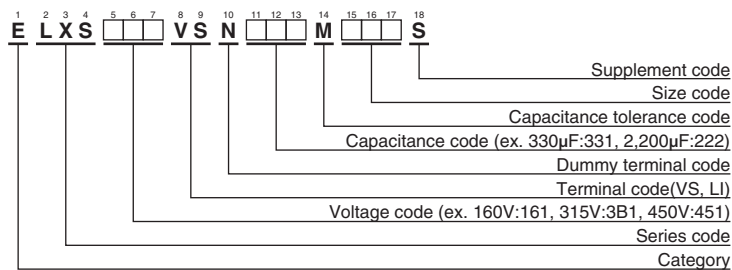 1 2 3 4 5 6 7 8 9 10 11 12 13 14 15 16 17 18
E LXS VS N M S
Supplement code
Size code
Capacitance tolerance code
Capacitance code (ex. 330µF:331, 2,200µF:222)
Dummy terminal code
Terminal code(VS, LI)
Voltage code (ex. 160V:161, 315V:3B1, 450V:451)
Series code
Category